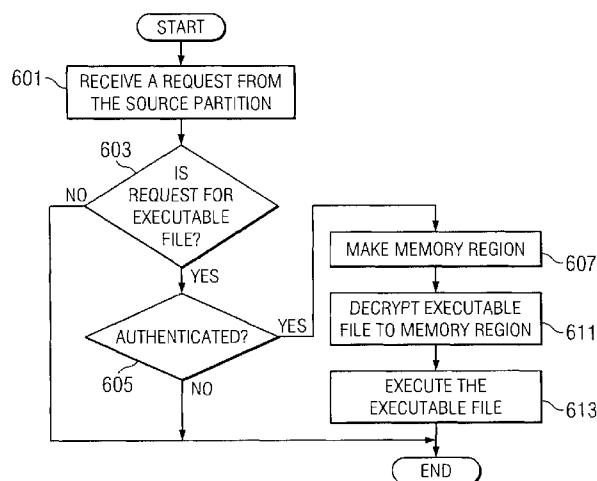 START
601
RECEIVE A REQUEST FROM
THE SOURCE PARTITION
603
IS
REQUEST FOR
EXECUTABLE
FILE?
NO
YES
AUTHENTICATED?
YES
605
NO
MAKE MEMORY REGION
607
DECRYPT EXECUTABLE
FILE TO MEMORY REGION
611
EXECUTE THE
EXECUTABLE FILE
613
END